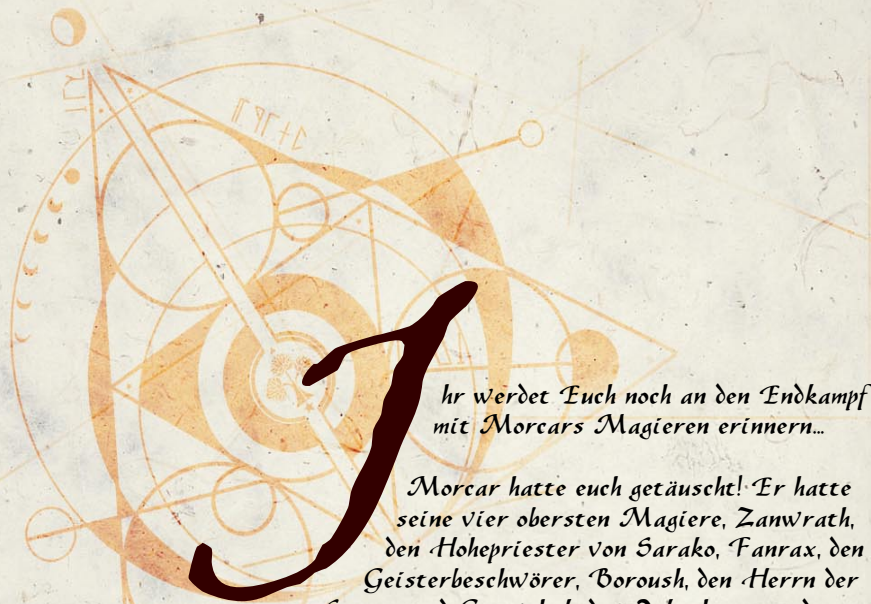 Ihr werdet Euch noch an den Endkampf
mit Morcars Magieren erinnern...
Morcar hatte euch getäuscht! Er hatte
seine vier obersten Magiere, Zanwrath,
den Hohepriester von Sarako, Fanrax, den
Geisterbeschwörer, Boroush, den Herrn der